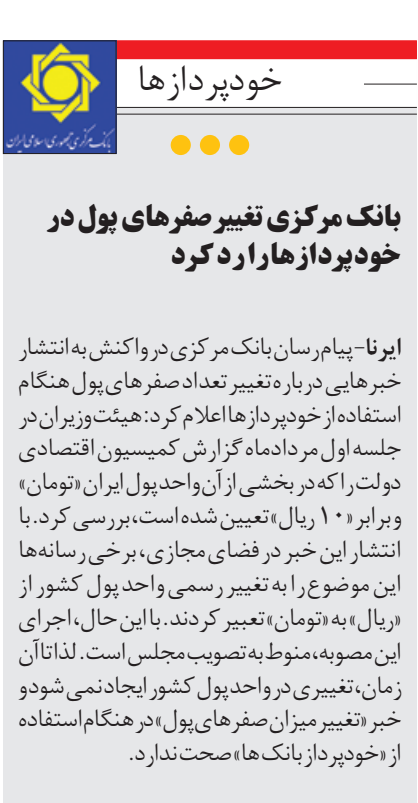 خودپردازها
بانک مرکزی جمهوری اسلامی ایران
بانک مرکزی تغییر صفرهای پول در
خودپردازها را رد کرد
ایرنا- پیام‌رسان بانک مرکزی در واکنش به انتشار
خبرهایی درباره تغییر تعداد صفرهای پول هنگام
استفاده از خودپردازها اعلام کرد: هیئت‌وزیران در
جلسه اول مردادماه گزارش کمیسیون اقتصادی
دولت را که در بخشی از آن واحد پول ایران «تومان»
و برابر «۱۰ ریال» تعیین شده است، بررسی کرد. با
انتشار این خبر در فضای مجازی، برخی رسانه‌ها
این موضوع را به تغییر رسمی واحد پول کشور از
«ریال» به «تومان» تعبیر کردند. با این حال، اجرای
این مصوبه، منوط به تصویب مجلس است. لذا تا آن
زمان، تغییری در واحد پول کشور ایجاد نمی شود و
خبر «تغییر میزان صفرهای پول» در هنگام استفاده
از «خودپرداز بانک ها» صحت ندارد.